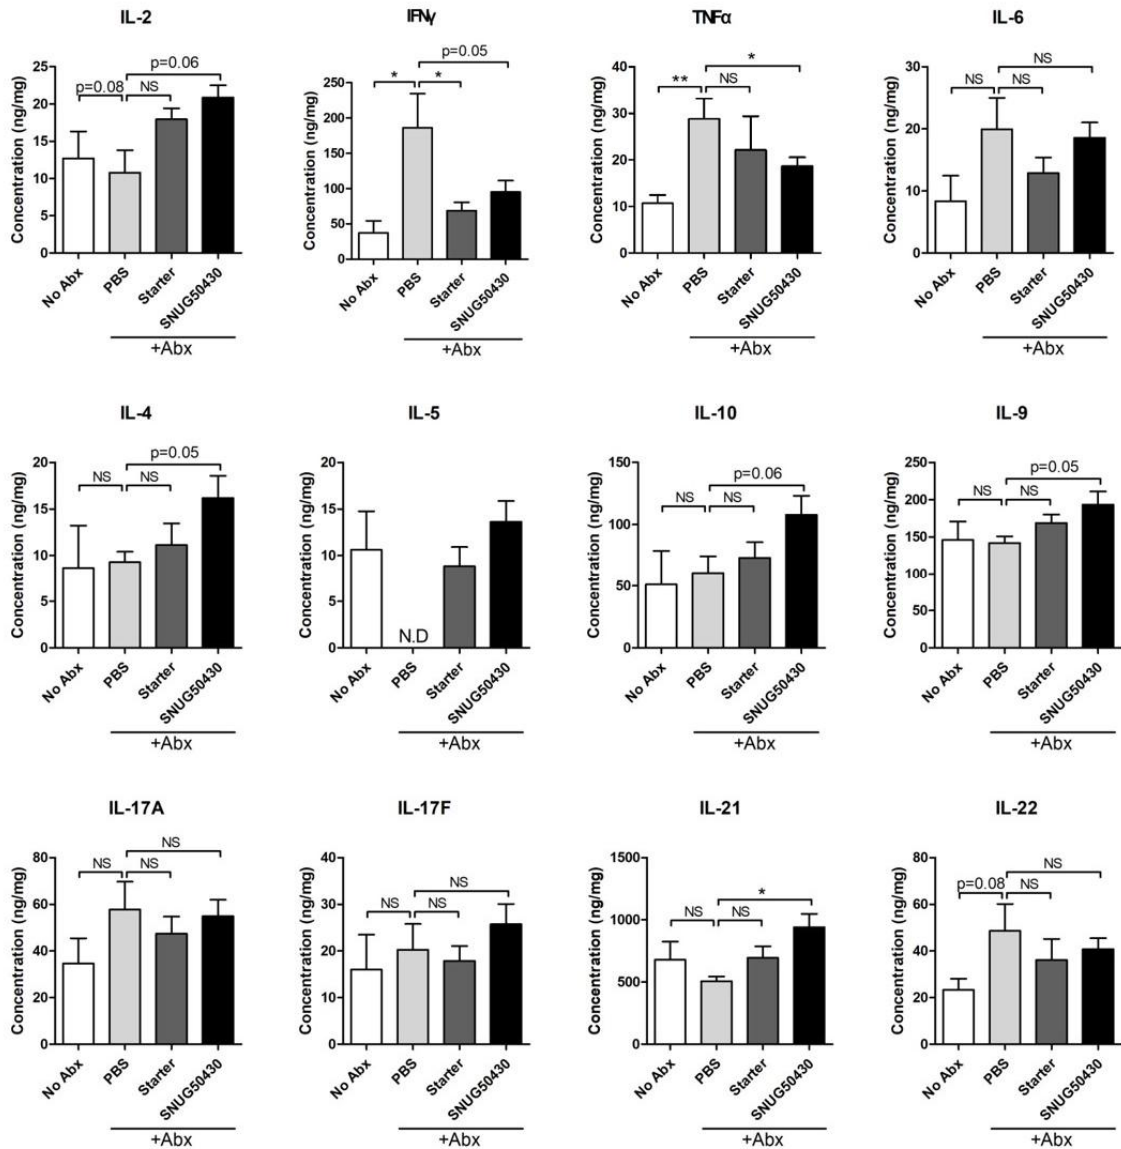 IL-2
p=0.06
p=0.08
NS
Concentration (ng/mg)
25
20
15
10
5
0
No Abx
PBS
Starter
SNUG50430
+Abx
IFNγ
p=0.05
*
*
Concentration (ng/mg)
250
200
150
100
50
0
No Abx
PBS
Starter
SNUG50430
+Abx
TNFα
*
**
NS
Concentration (ng/mg)
40
30
20
10
0
No Abx
PBS
Starter
SNUG50430
+Abx
IL-6
NS
NS
NS
Concentration (ng/mg)
30
20
10
0
No Abx
PBS
Starter
SNUG50430
+Abx
IL-4
p=0.05
NS
NS
Concentration (ng/mg)
20
15
10
5
0
No Abx
PBS
Starter
SNUG50430
+Abx
IL-5
Concentration (ng/mg)
20
15
10
5
0
N.D
No Abx
PBS
Starter
SNUG50430
+Abx
IL-10
p=0.06
NS
NS
Concentration (ng/mg)
150
100
50
0
No Abx
PBS
Starter
SNUG50430
+Abx
IL-9
p=0.05
NS
NS
Concentration (ng/mg)
250
200
150
100
50
0
No Abx
PBS
Starter
SNUG50430
+Abx
IL-17A
NS
NS
NS
Concentration (ng/mg)
80
60
40
20
0
No Abx
PBS
Starter
SNUG50430
+Abx
IL-17F
NS
NS
NS
Concentration (ng/mg)
40
30
20
10
0
No Abx
PBS
Starter
SNUG50430
+Abx
IL-21
*
NS
NS
Concentration (ng/mg)
1500
1000
500
0
No Abx
PBS
Starter
SNUG50430
+Abx
IL-22
NS
p=0.08
NS
Concentration (ng/mg)
80
60
40
20
0
No Abx
PBS
Starter
SNUG50430
+Abx